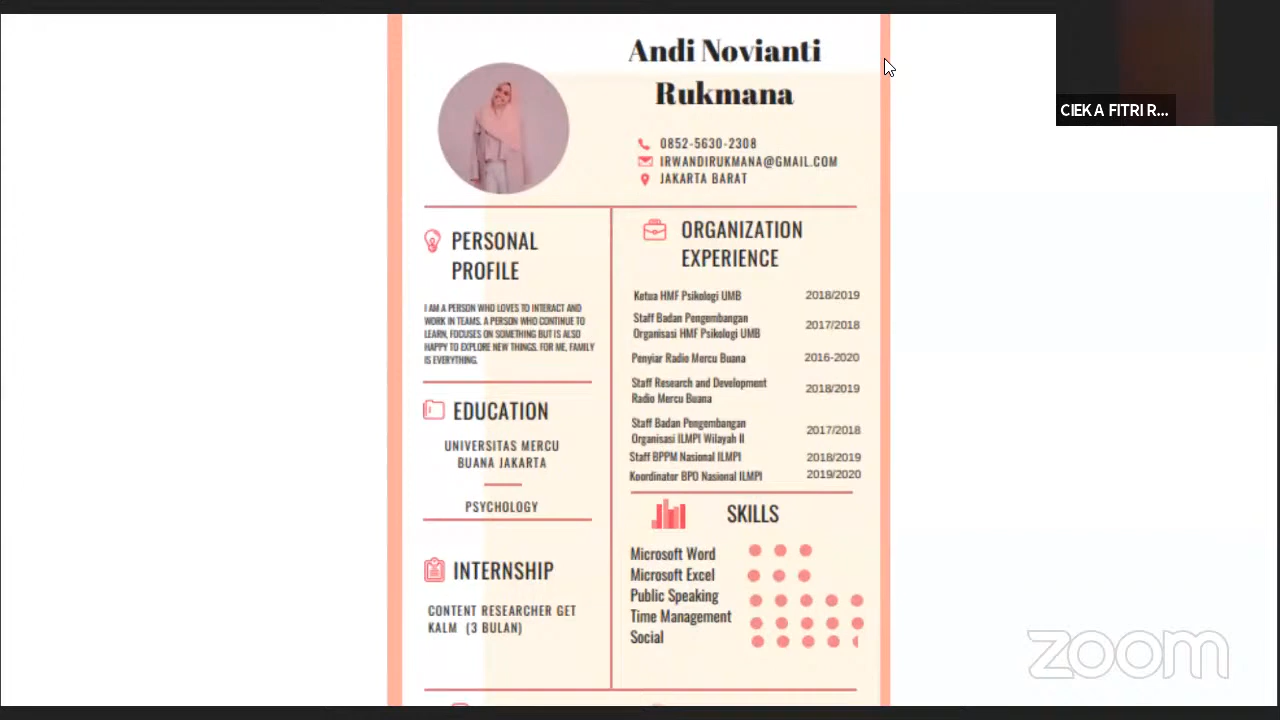 Andi Novianti
Rukmana
0852-5630-2308
IRWANDIRUKMANA@GMAIL.COM
JAKARTA BARAT
CIEK A FITRI R...
PERSONAL
PROFILE
I AM A PERSON WHO LOVES TO INTERACT AND
WORK IN TEAMS. A PERSON WHO CONTINUE TO
LEARN, FOCUSES ON SOMETHING BUT IS ALSO
HAPPY TO EXPLORE NEW THINGS. FOR ME, FAMILY
IS EVERYTHING.
EDUCATION
UNIVERSITAS MERCU
BUANA JAKARTA
PSYCHOLOGY
INTERNSHIP
CONTENT RESEARCHER GET
KALM (3 BULAN)
ORGANIZATION
EXPERIENCE
Ketua HMF Psikologi UMB 2018/2019
Staff Badan Pengembangan
Organisasi HMF Psikologi UMB 2017/2018
Penyiar Radio Mercu Buana 2016-2020
Staff Research and Development
Radio Mercu Buana 2018/2019
Staff Badan Pengembangan
Organisasi ILMPI Wilayah II 2017/2018
Staff BPPM Nasional ILMPI 2018/2019
Koordinator BPO Nasional ILMPI 2019/2020
SKILLS
Microsoft Word
Microsoft Excel
Public Speaking
Time Management
Social
zoom